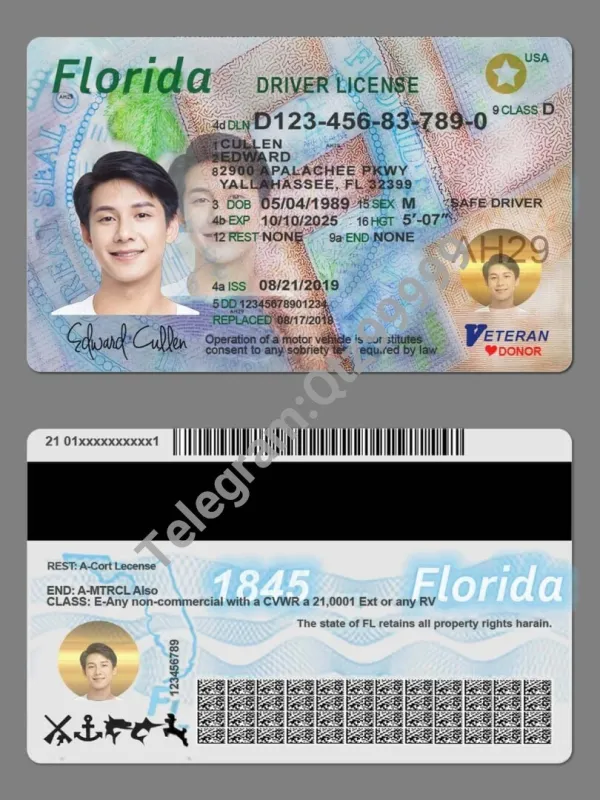 Florida
USA
DRIVER LICENSE
9 CLASS D
4d DLN D123-456-83-789-0
1 CULLEN
2 EDWARD
8 2900 APALACHEE PKWY
YALLAHASSEE, FL 32399
3 DOB 05/04/1989 15 SEX M SAFE DRIVER
4b EXP 10/10/2025 16 HGT 5'-07"
12 REST NONE 9a END NONE
AH29
4a ISS 08/21/2019
5 DD 12345678901234
REPLACED 08/17/2018
Edward Cullen
Operation of a motor vehicle
consent to any sobriety required by law
VETERAN
DONOR
21 01xxxxxxxxxx1
REST: A-Cort Lecense
END: A-MTRCL Also
CLASS: E-Any non-commercial with a CVWR a 21,0001 Ext or any RV
1845 Florida
The state of FL retains all property rights harain.
123456789